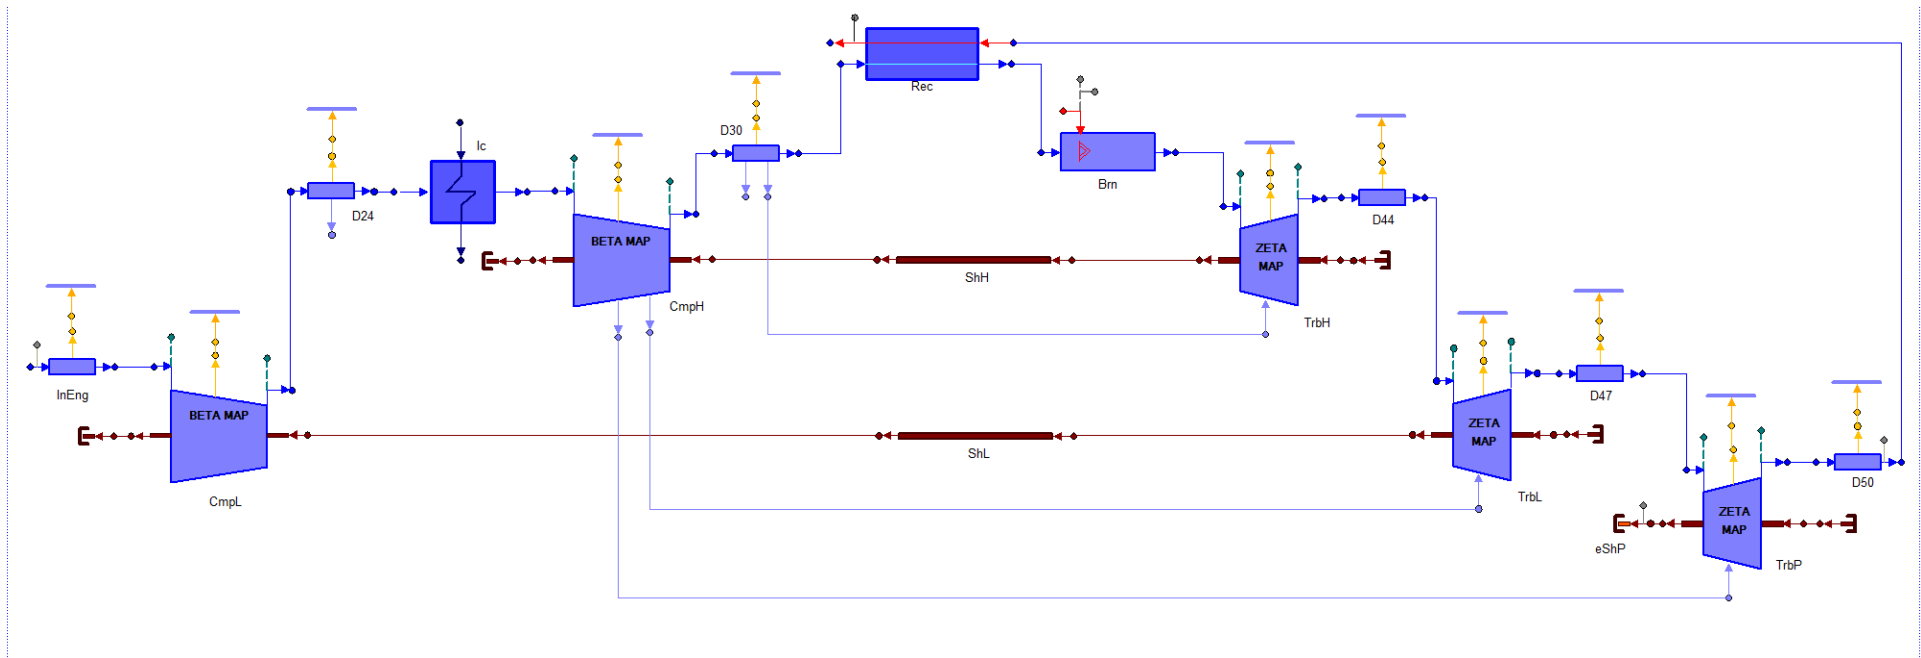 Rec
D30
Ic
D24
Brn
D44
BETA MAP
ZETA
MAP
ShH
CmpH
TrbH
InEng
BETA MAP
D47
ZETA
MAP
ShL
CmpL
TrbL
D50
ZETA
MAP
eShP
TrbP